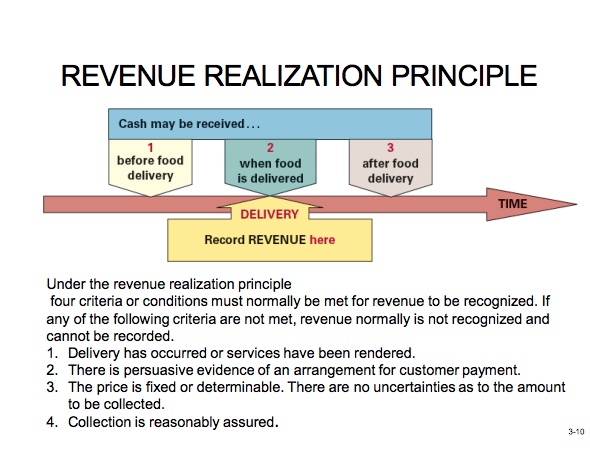 REVENUE REALIZATION PRINCIPLE
Cash may be received...
1
before food
delivery
2
when food
is delivered
3
after food
delivery
TIME
DELIVERY
Record REVENUE here
Under the revenue realization principle
four criteria or conditions must normally be met for revenue to be recognized. If
any of the following criteria are not met, revenue normally is not recognized and
cannot be recorded.
1. Delivery has occurred or services have been rendered.
2. There is persuasive evidence of an arrangement for customer payment.
3. The price is fixed or determinable. There are no uncertainties as to the amount
to be collected.
4. Collection is reasonably assured.
3-10